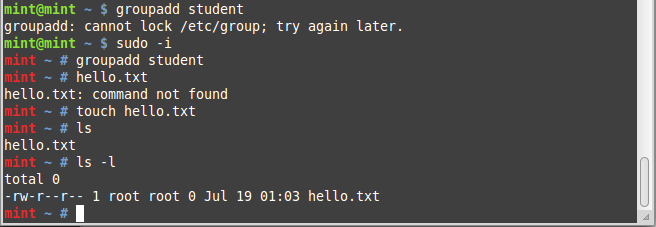 mint@mint ~ $ groupadd student
groupadd: cannot lock /etc/group; try again later.
mint@mint ~ $ sudo -i
mint ~ # groupadd student
mint ~ # hello.txt
hello.txt: command not found
mint ~ # touch hello.txt
mint ~ # ls
hello.txt
mint ~ # ls -l
total 0
-rw-r--r-- 1 root root 0 Jul 19 01:03 hello.txt
mint ~ #